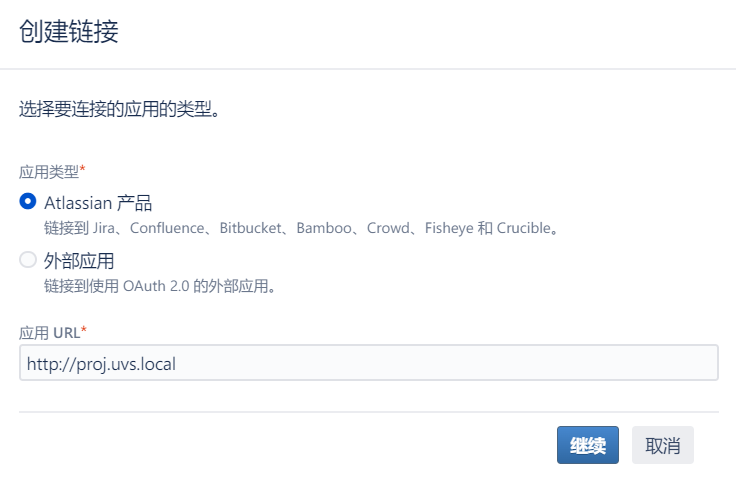 创建链接
选择要连接的应用的类型。
应用类型*
Atlassian 产品
链接到 Jira、Confluence、Bitbucket、Bamboo、Crowd、Fisheye 和 Crucible。
外部应用
链接到使用 OAuth 2.0 的外部应用。
应用 URL*
http://proj.uvs.local
继续 取消